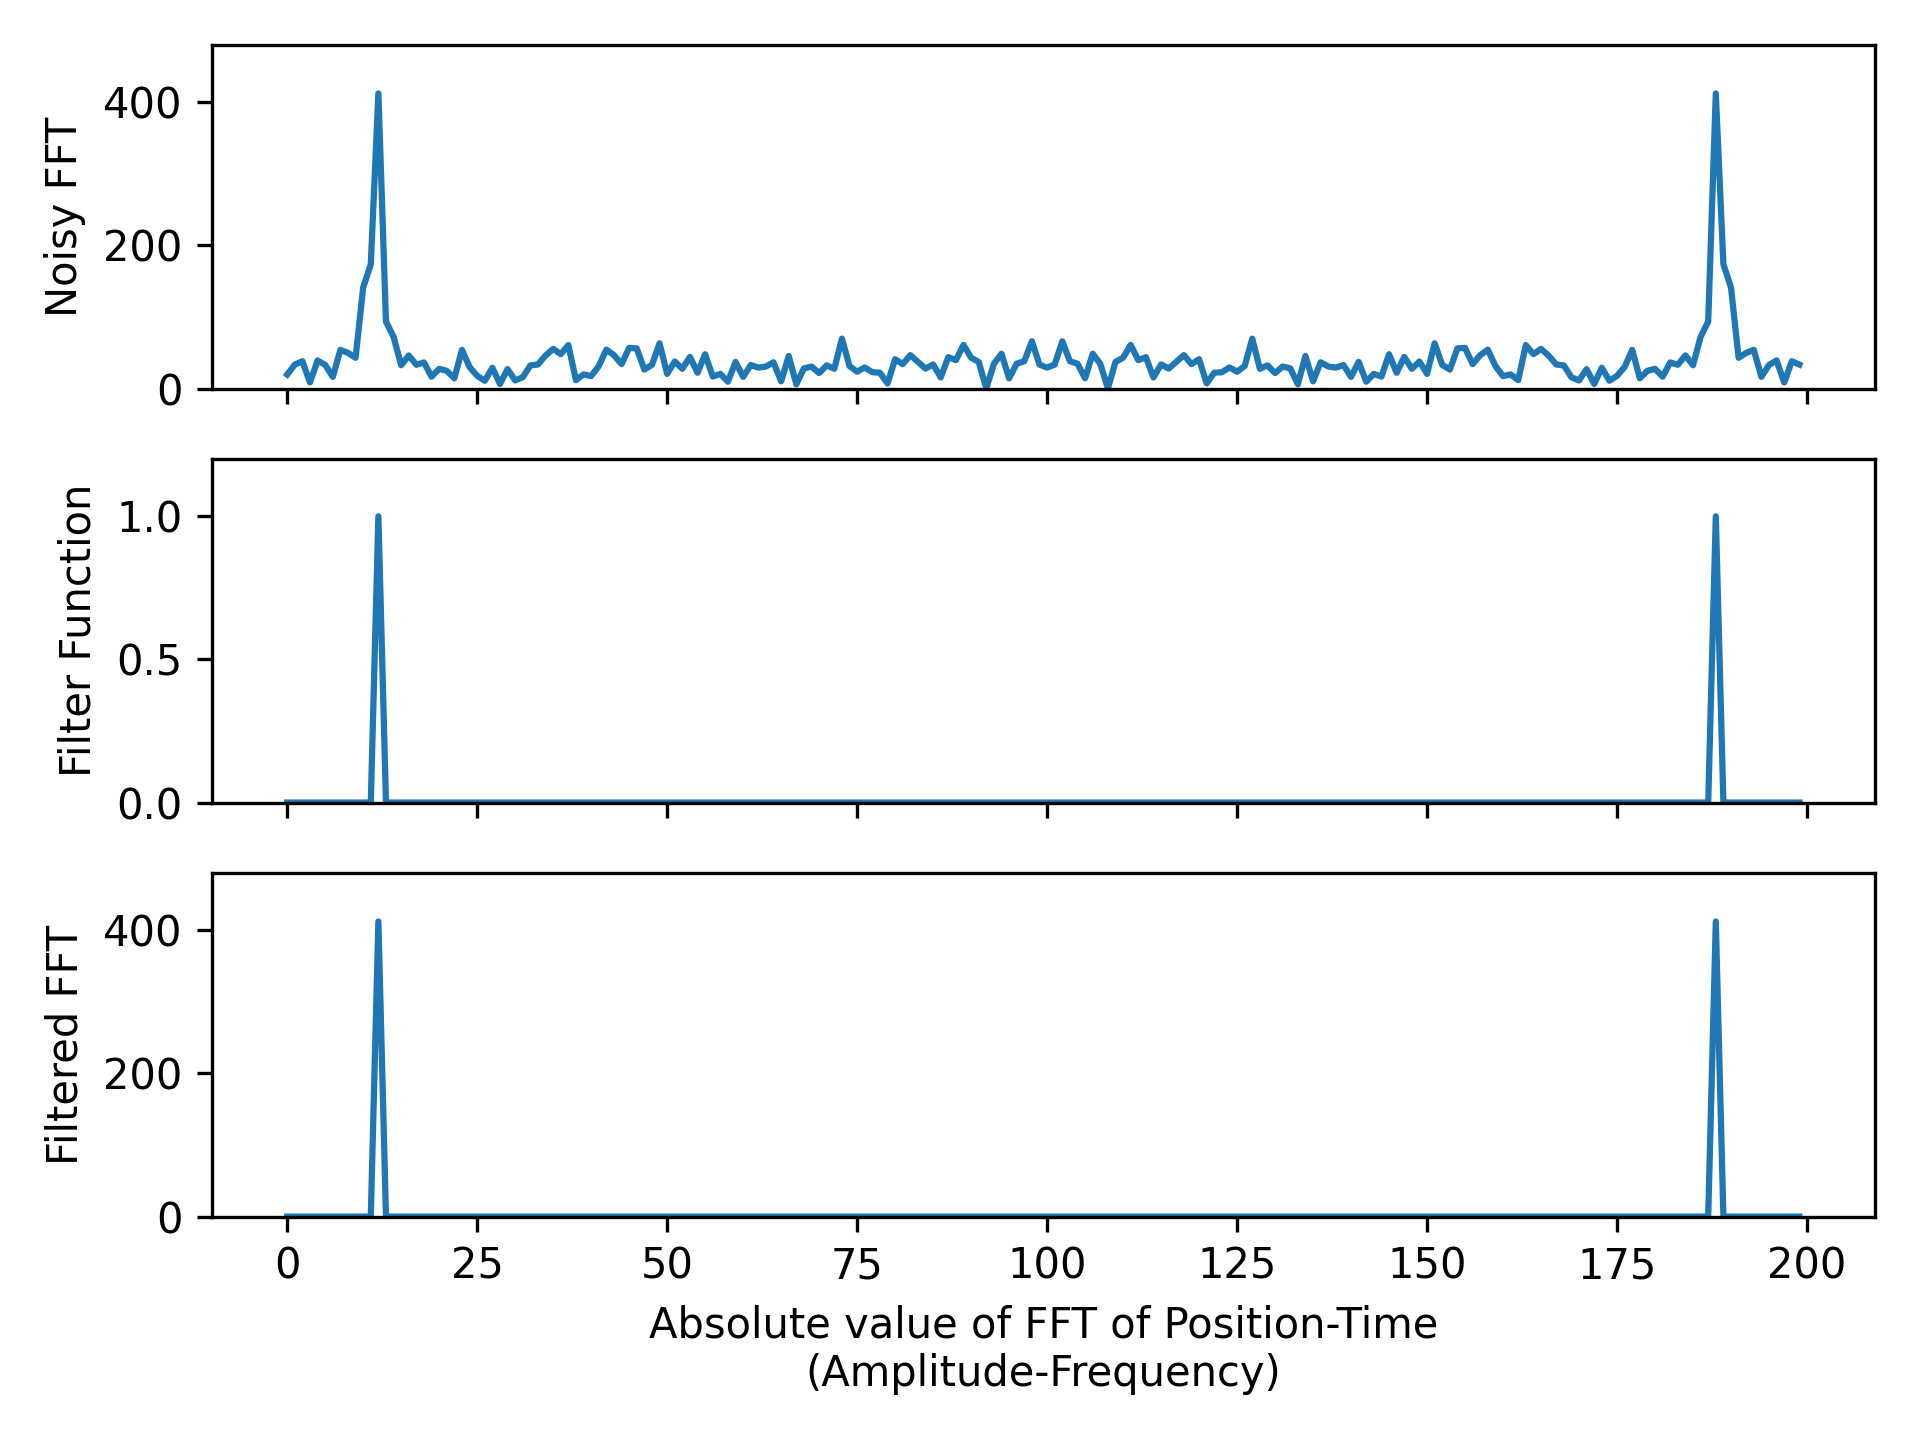 Noisy FFT
400
200
0
Filter Function
1.0
0.5
0.0
Filtered FFT
400
200
0
0 25 50 75 100 125 150 175 200
Absolute value of FFT of Position-Time
(Amplitude-Frequency)